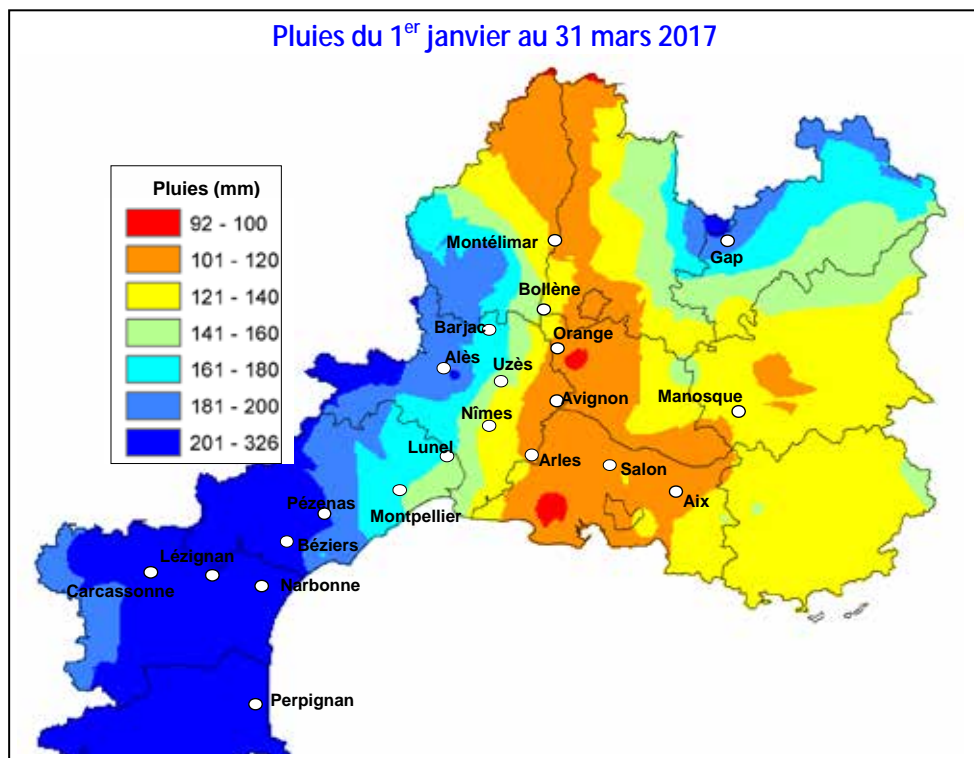 Pluies du 1er janvier au 31 mars 2017
Pluies (mm)
92 - 100
101 - 120
121 - 140
141 - 160
161 - 180
181 - 200
201 - 326
Montélimar
Gap
Bollène
Barjac
Orange
Alès
Uzès
Avignon
Manosque
Nîmes
Lunel
Arles
Salon
Aix
Pézenas
Montpellier
Béziers
Lézignan
Carcassonne
Narbonne
Perpignan